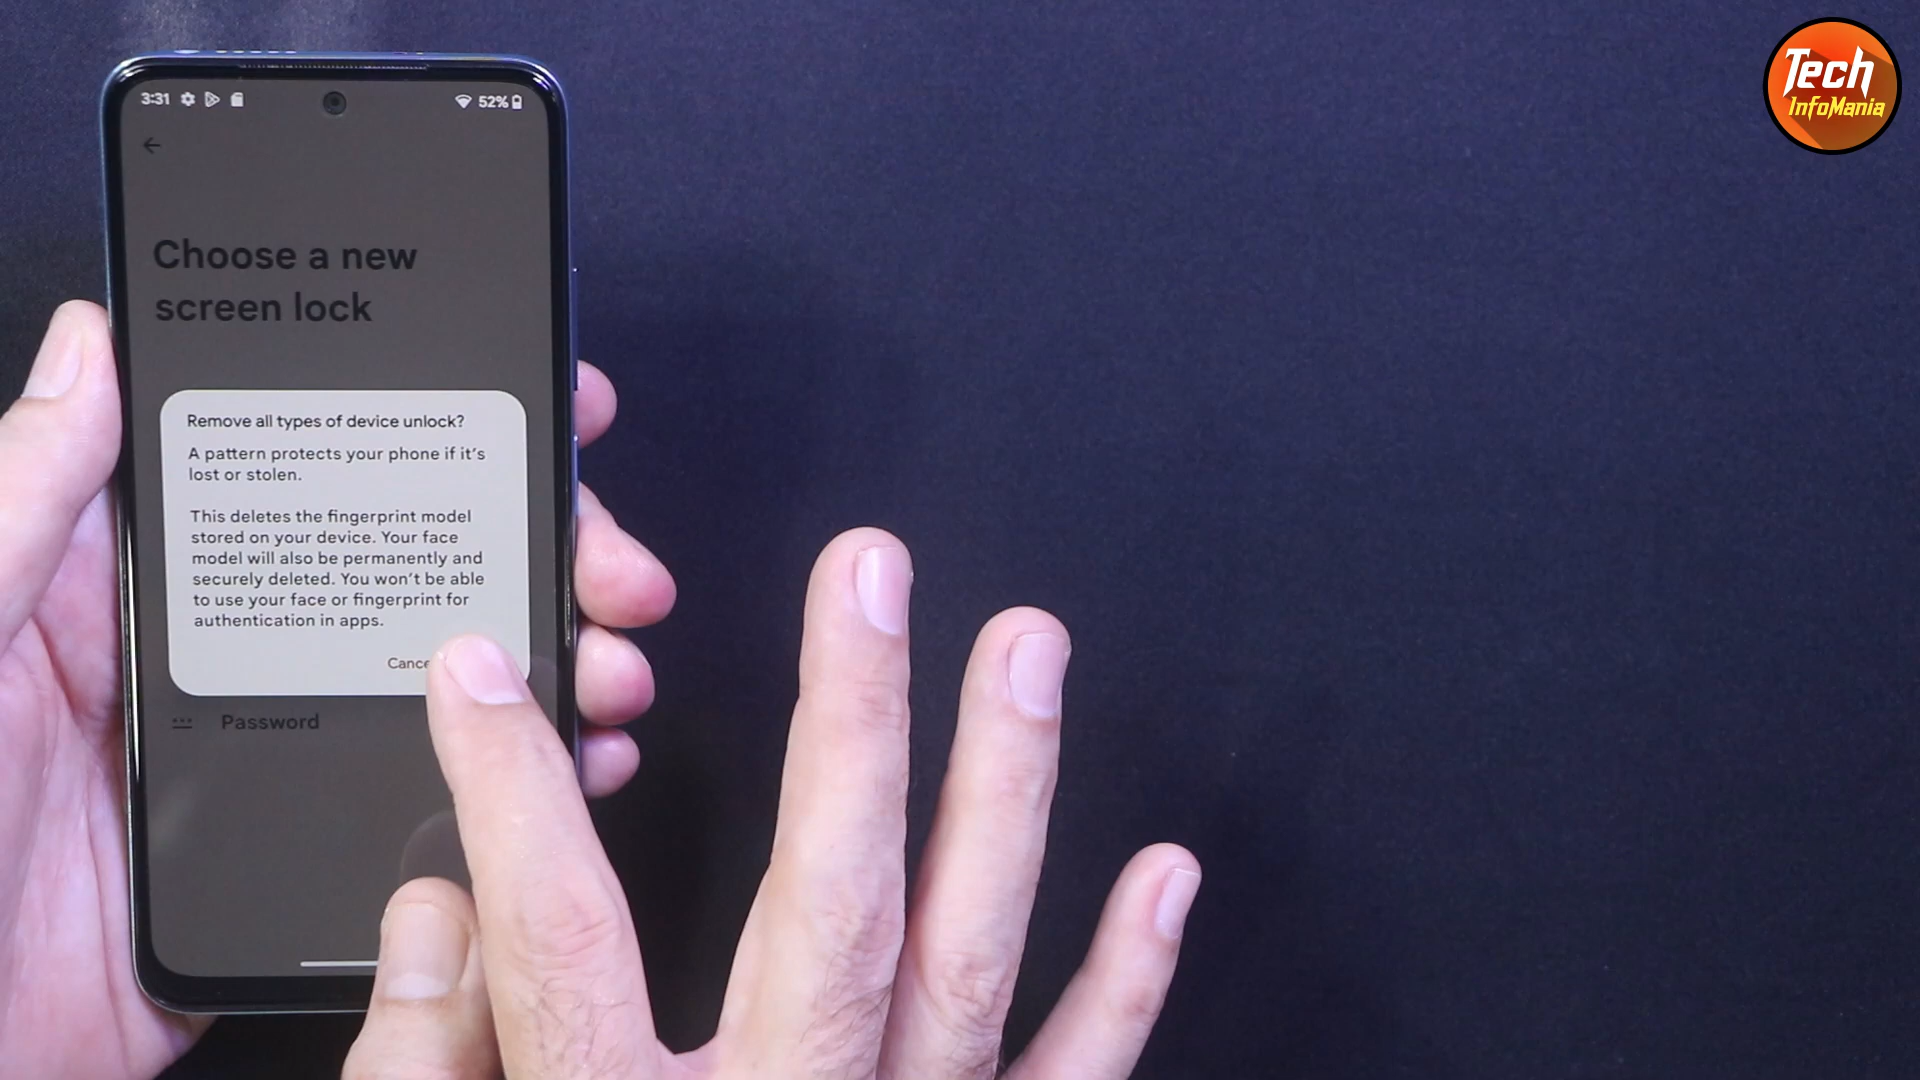 Tech
InfoMania
3:31
52%
Choose a new
screen lock
Remove all types of device unlock?
A pattern protects your phone if it's
lost or stolen.
This deletes the fingerprint model
stored on your device. Your face
model will also be permanently and
securely deleted. You won't be able
to use your face or fingerprint for
authentication in apps.
Cance
Password